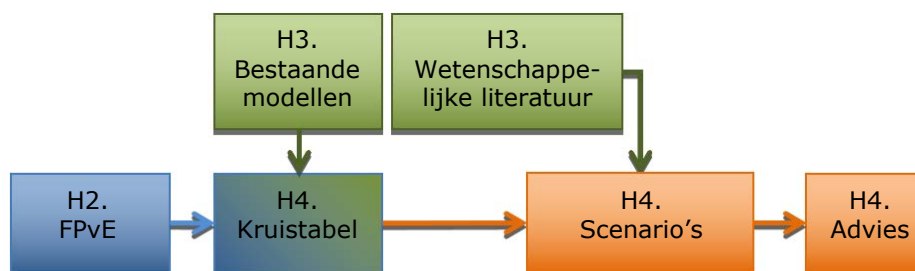 H3.
Bestaande
modellen
H3.
Wetenschappe-
lijke literatuur
H2.
FPvE
H4.
Kruistabel
H4.
Scenario’s
H4.
Advies